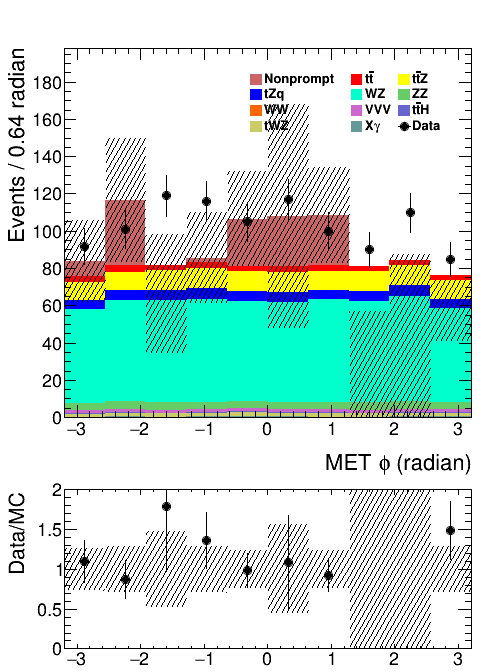 Events / 0.64 radian
180
160
140
120
100
80
60
40
20
0
Nonprompt tt̄ tt̄Z
tZq WZ ZZ
WW VVV tt̄H
tWZ Xγ Data
−3 −2 −1 0 1 2 3
MET ϕ (radian)
Data/MC
2
1.5
1
0.5
0
−3 −2 −1 0 1 2 3